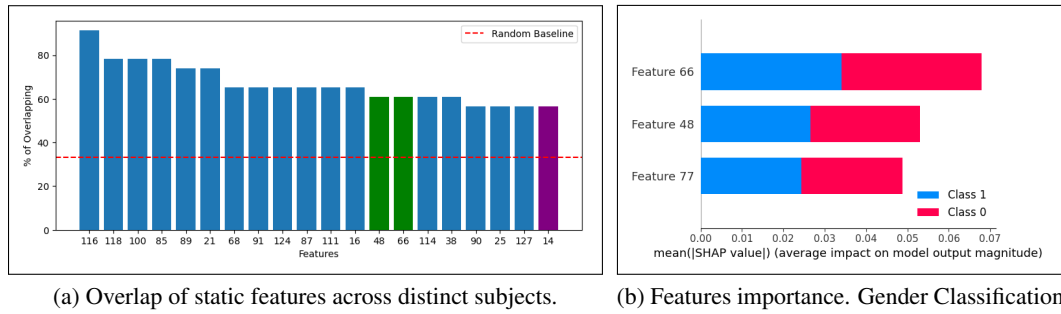 Random Baseline
80
60
40
20
0
% of Overlapping
116 118 100 85 89 21 68 91 124 87 111 16 48 66 114 38 90 25 127 14
Features
(a) Overlap of static features across distinct subjects.
Feature 66
Feature 48
Feature 77
Class 1
Class 0
0.00 0.01 0.02 0.03 0.04 0.05 0.06 0.07
mean(|SHAP value|) (average impact on model output magnitude)
(b) Features importance. Gender Classification